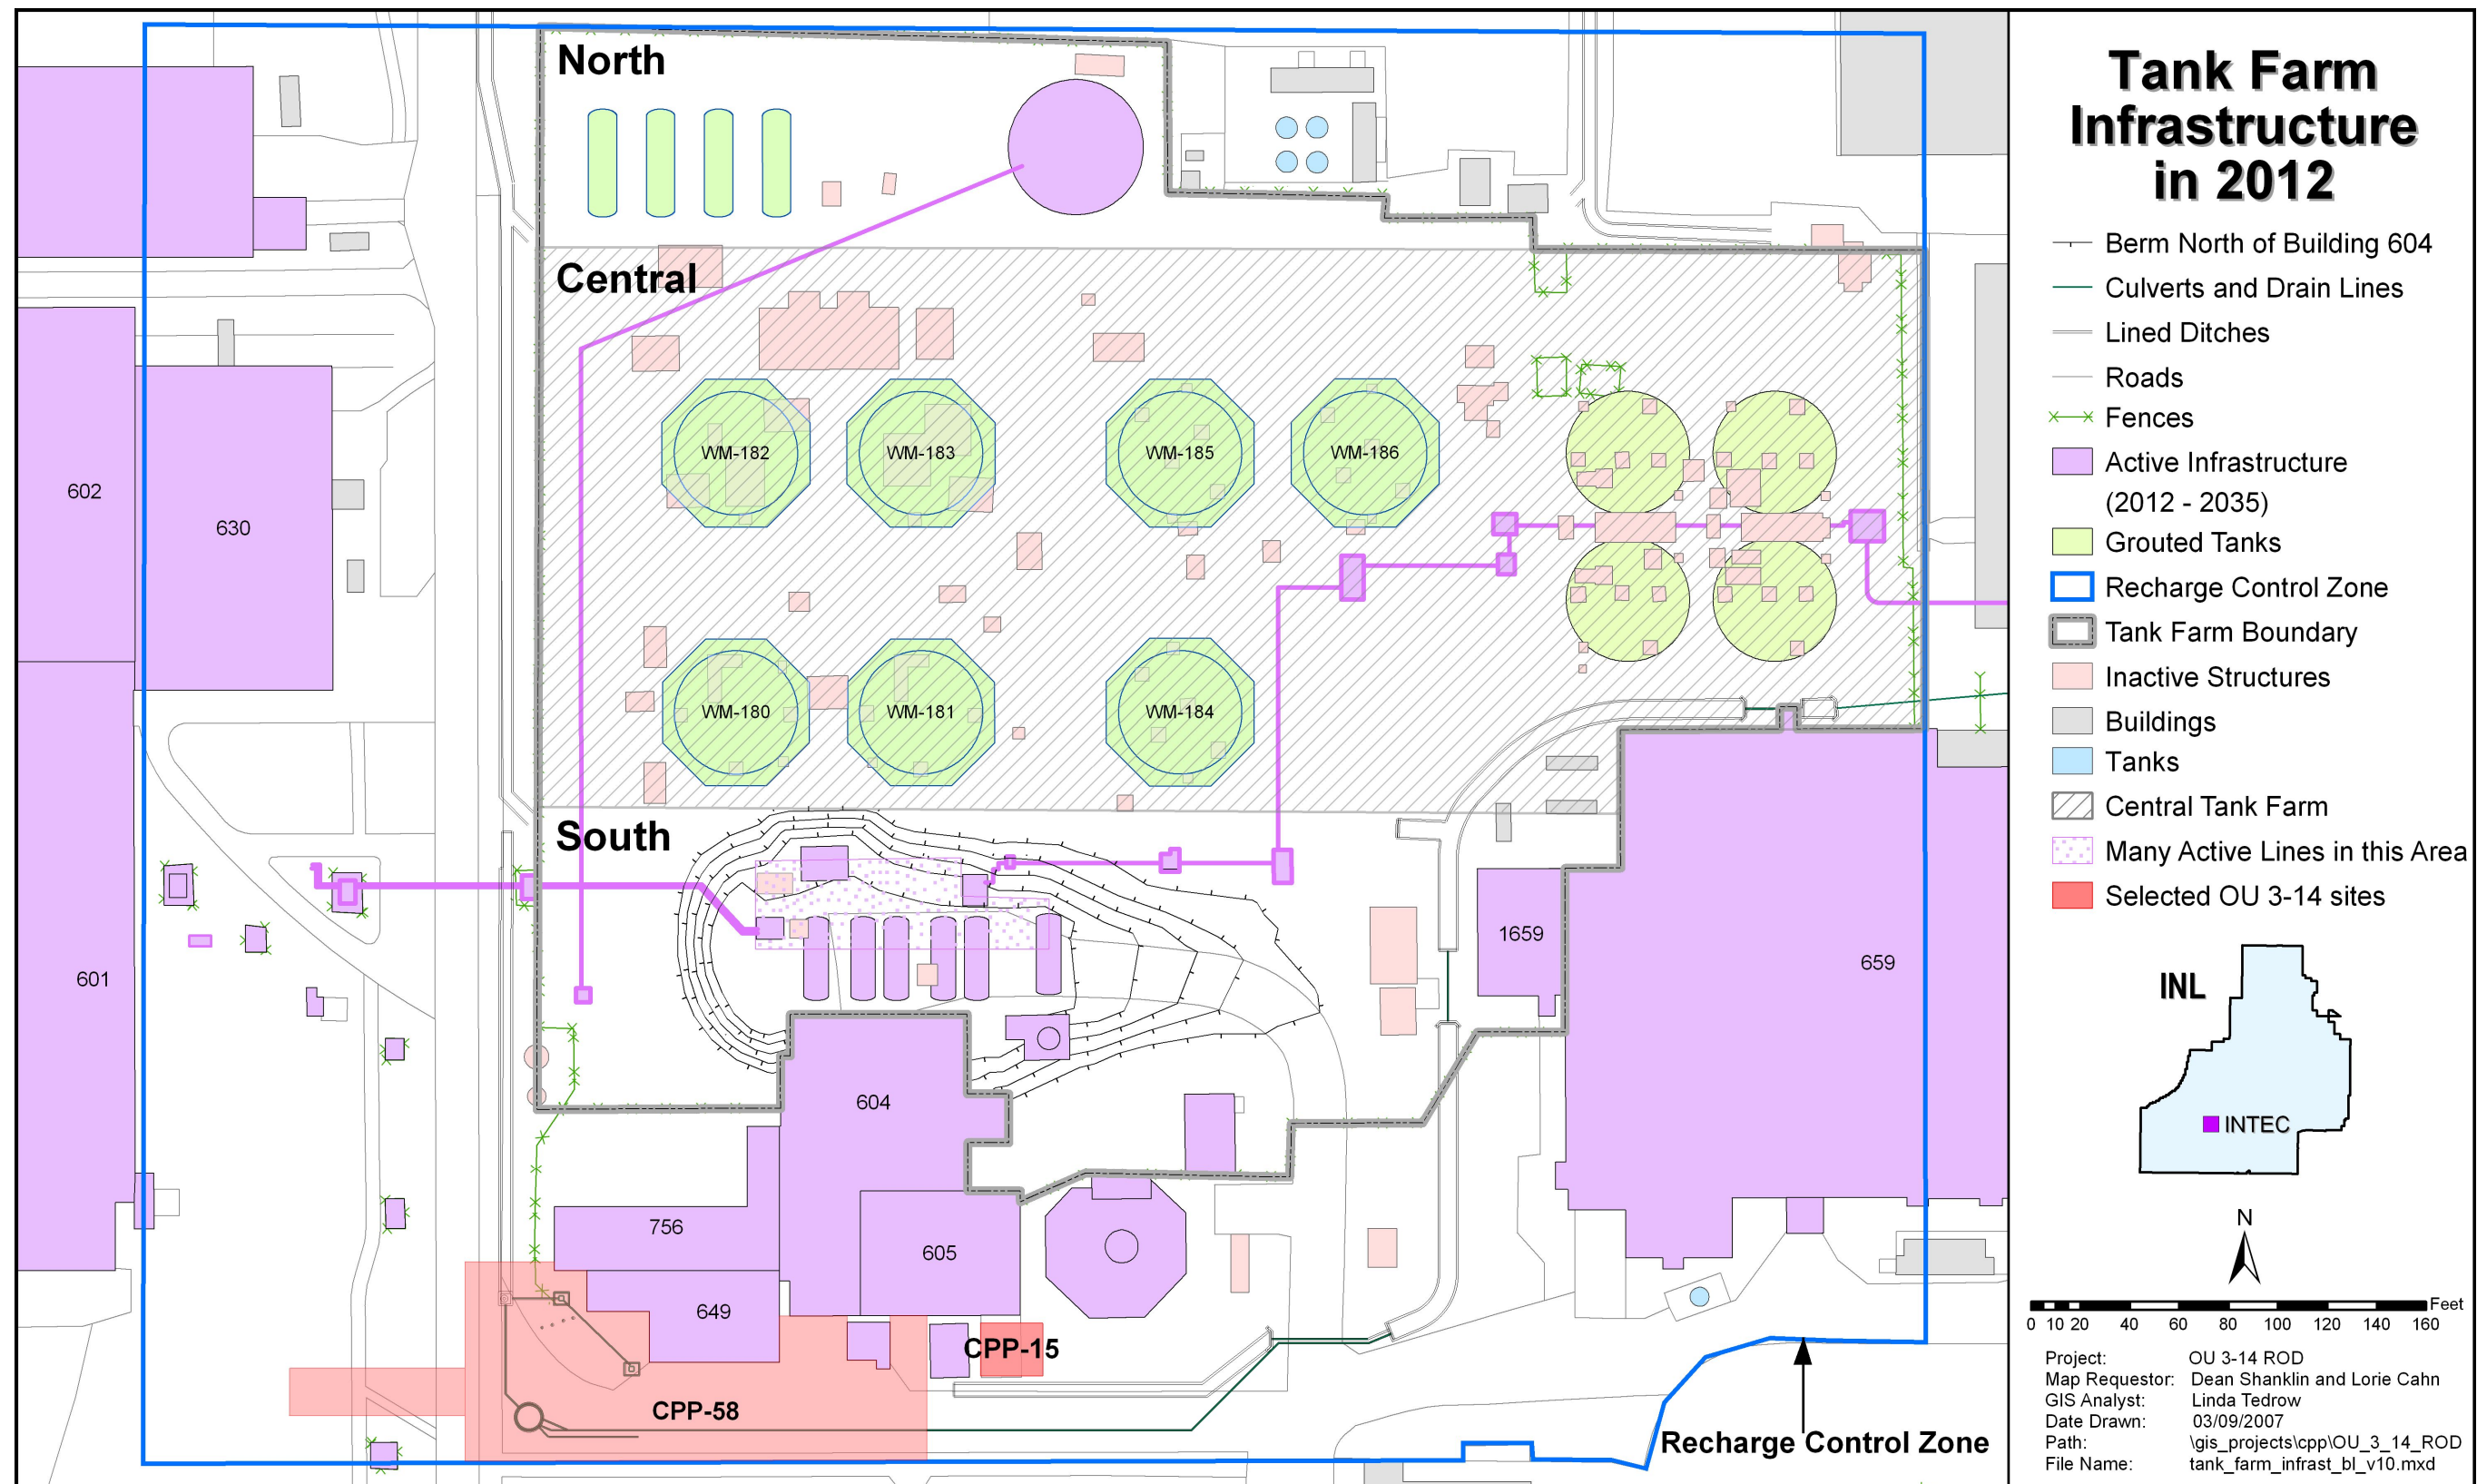 North
Central
South
WM-182
WM-183
WM-185
WM-186
WM-180
WM-181
WM-184
602
630
601
604
756
605
649
1659
659
CPP-15
CPP-58
Recharge Control Zone
Tank Farm
Infrastructure
in 2012
Berm North of Building 604
Culverts and Drain Lines
Lined Ditches
Roads
Fences
Active Infrastructure
(2012 - 2035)
Grouted Tanks
Recharge Control Zone
Tank Farm Boundary
Inactive Structures
Buildings
Tanks
Central Tank Farm
Many Active Lines in this Area
Selected OU 3-14 sites
INL
INTEC
N
Feet
0 10 20 40 60 80 100 120 140 160
Project: OU 3-14 ROD
Map Requestor: Dean Shanklin and Lorie Cahn
GIS Analyst: Linda Tedrow
Date Drawn: 03/09/2007
Path: \gis_projects\cpp\OU_3_14_ROD
File Name: tank_farm_infrast_bl_v10.mxd